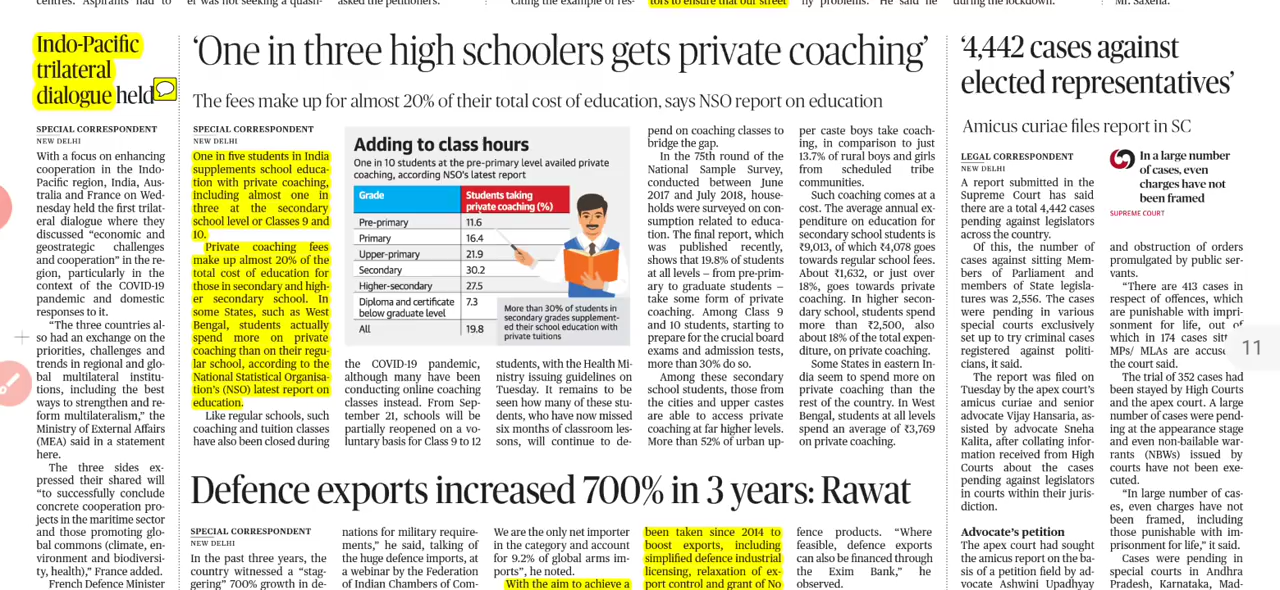 centres. Aspirants had to
er was not seeking a quash-
asked the petitioners.
Citing the example of res-
tors to ensure that our street
ny problems." He said he
during the lockdown.
Mr. Saxena.
Indo-Pacific
trilateral
dialogue held
SPECIAL CORRESPONDENT
NEW DELHI
With a focus on enhancing
cooperation in the Indo-
Pacific region, India, Aus-
tralia and France on Wed-
nesday held the first trilat-
eral dialogue where they
discussed "economic and
geostrategic challenges
and cooperation" in the re-
gion, particularly in the
context of the COVID-19
pandemic and domestic
responses to it.
"The three countries al-
so had an exchange on the
priorities, challenges and
trends in regional and glo-
bal multilateral institu-
tions, including the best
ways to strengthen and re-
form multilateralism," the
Ministry of External Affairs
(MEA) said in a statement
here.
The three sides ex-
pressed their shared will
"to successfully conclude
concrete cooperation pro-
jects in the maritime sector
and those promoting glo-
bal commons (climate, en-
vironment and biodiversi-
ty, health)," France added.
French Defence Minister
'One in three high schoolers gets private coaching'
The fees make up for almost 20% of their total cost of education, says NSO report on education
SPECIAL CORRESPONDENT
NEW DELHI
One in five students in India
supplements school educa-
tion with private coaching,
including almost one in
three at the secondary
school level or Classes 9 and
10.
Private coaching fees
make up almost 20% of the
total cost of education for
those in secondary and high-
er secondary school. In
some States, such as West
Bengal, students actually
spend more on private
coaching than on their regu-
lar school, according to the
National Statistical Organisa-
tion's (NSO) latest report on
education.
Like regular schools, such
coaching and tuition classes
have also been closed during
Adding to class hours
One in 10 students at the pre-primary level availed private
coaching, according NSO's latest report
Grade
Students taking
private coaching (%)
Pre-primary 11.6
Primary 16.4
Upper-primary 21.9
Secondary 30.2
Higher-secondary 27.5
Diploma and certificate
below graduate level 7.3
All 19.8
More than 30% of students in
secondary grades supplement-
ed their school education with
private tuitions
the COVID-19 pandemic,
although many have been
conducting online coaching
classes instead. From
September 21, schools will be
partially reopened on a vo-
luntary basis for Class 9 to 12
students, with the Health Mi-
nistry issuing guidelines on
Tuesday. It remains to be
seen how many of these stu-
dents, who have now missed
six months of classroom les-
sons, will continue to de-
pend on coaching classes to
bridge the gap.
In the 75th round of the
National Sample Survey,
conducted between June
2017 and July 2018, house-
holds were surveyed on con-
sumption related to educa-
tion. The final report, which
was published recently,
shows that 19.8% of students
at all levels – from pre-prim-
ary to graduate students –
take some form of private
coaching. Among Class 9
and 10 students, starting to
prepare for the crucial board
exams and admission tests,
more than 30% do so.
Among these secondary
school students, those from
the cities and upper castes
are able to access private
coaching at far higher levels.
More than 52% of urban up-
per caste boys take coach-
ing, in comparison to just
13.7% of rural boys and girls
from scheduled tribe
communities.
Such coaching comes at a
cost. The average annual ex-
penditure on education for
secondary school students is
₹9,013, of which ₹4,078 goes
towards regular school fees.
About ₹1,632, or just over
18%, goes towards private
coaching. In higher secon-
dary school, students spend
more than ₹2,500, also
about 18% of the total expen-
diture, on private coaching.
Some States in eastern In-
dia seem to spend more on
private coaching than the
rest of the country. In West
Bengal, students at all levels
spend an average of ₹3,769
on private coaching.
'4,442 cases against
elected representatives'
Amicus curiae files report in SC
LEGAL CORRESPONDENT
NEW DELHI
A report submitted in the
Supreme Court has said
there are a total 4,442 cases
pending against legislators
across the country.
Of this, the number of
cases against sitting Mem-
bers of Parliament and
members of State legisla-
tures was 2,556. The cases
were pending in various
special courts exclusively
set up to try criminal cases
registered against politi-
cians, it said.
The report was filed on
Tuesday by the apex court's
amicus curiae and senior
advocate Vijay Hansaria, as-
sisted by advocate Sneha
Kalita, after collating infor-
mation received from High
Courts about the cases
pending against legislators
in courts within their juris-
diction.
Advocate's petition
The apex court had sought
the amicus report on the ba-
sis of a petition field by ad-
vocate Ashwini Upadhyay
In a large number
of cases, even
charges have not
been framed
SUPREME COURT
and obstruction of orders
promulgated by public ser-
vants.
"There are 413 cases in
respect of offences, which
are punishable with impri-
sonment for life, out of
which in 174 cases sitt
MPs/ MLAs are accuse
the court said.
11
The trial of 352 cases had
been stayed by High Courts
and the apex court. A large
number of cases were pend-
ing at the appearance stage
and even non-bailable war-
rants (NBWs) issued by
courts have not been exe-
cuted.
"In large number of cas-
es, even charges have not
been framed, including
those punishable with im-
prisonment for life," it said.
Cases were pending in
special courts in Andhra
Pradesh, Karnataka, Mad-
Defence exports increased 700% in 3 years: Rawat
SPECIAL CORRESPONDENT
NEW DELHI
In the past three years, the
country witnessed a "stag-
gering" 700% growth in de-
nations for military require-
ments," he said, talking of
the huge defence imports, at
a webinar by the Federation
of Indian Chambers of Com-
We are the only net importer
in the category and account
for 9.2% of global arms im-
ports", he noted.
With the aim to achieve a
been taken since 2014 to
boost exports, including
simplified defence industrial
licensing, relaxation of ex-
port control and grant of No
fence products. "Where
feasible, defence exports
can also be financed through
the Exim Bank," he
observed.